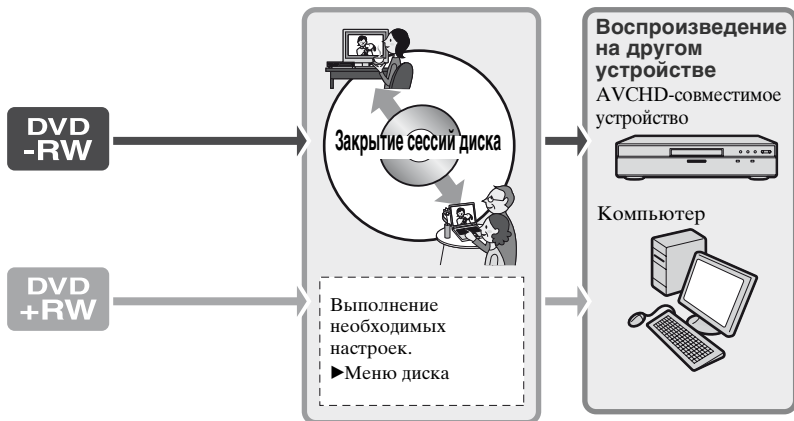 DVD
-RW
Закрытие сессий диска
DVD
+RW
Выполнение
необходимых
настроек.
►Меню диска
Воспроизведение
на другом
устройстве
AVCHD-совместимое
устройство
Компьютер